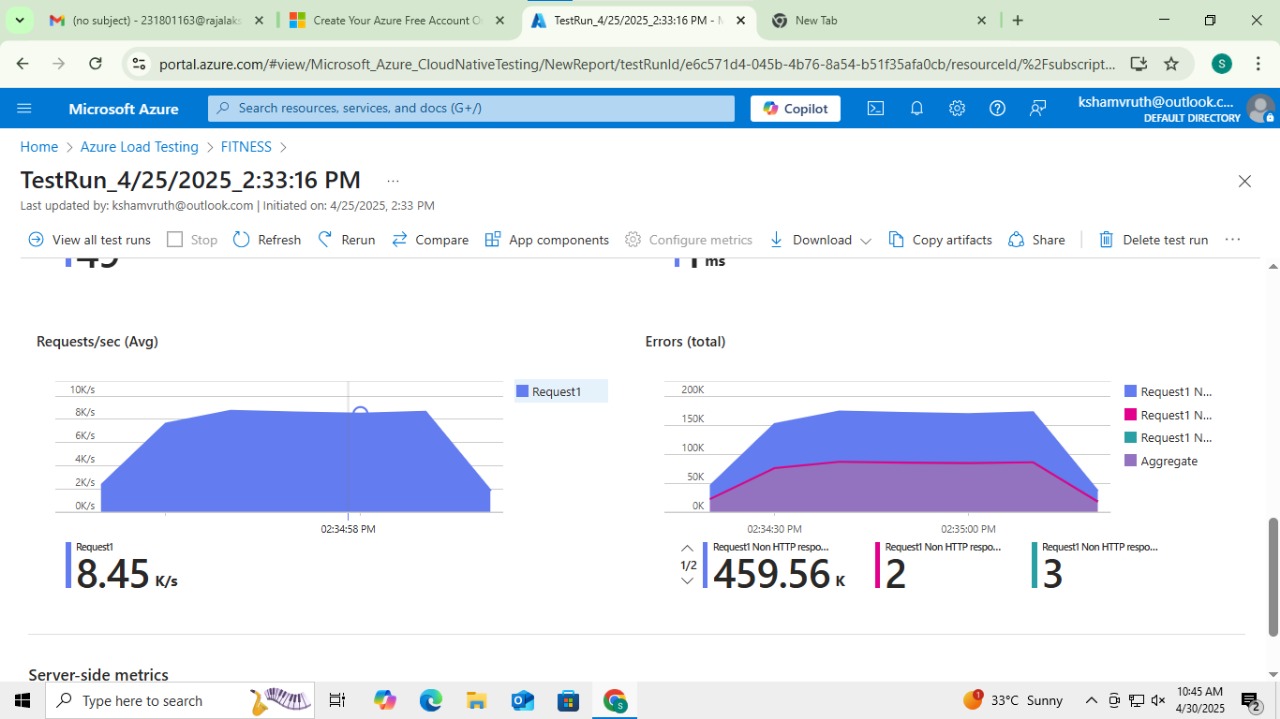 (no subject) - 231801163@rajalaks
Create Your Azure Free Account O
TestRun_4/25/2025_2:33:16 PM - M
New Tab
portal.azure.com/#view/Microsoft_Azure_CloudNativeTesting/NewReport/testRunId/e6c571d4-045b-4b76-8a54-b51f35afa0cb/resourceId/%2Fsubscript...
S
Microsoft Azure
Search resources, services, and docs (G+/)
Copilot
kshamvruth@outlook.c...
DEFAULT DIRECTORY
Home > Azure Load Testing > FITNESS >
TestRun_4/25/2025_2:33:16 PM ...
Last updated by: kshamvruth@outlook.com | Initiated on: 4/25/2025, 2:33 PM
View all test runs Stop Refresh Rerun Compare App components Configure metrics Download Copy artifacts Share Delete test run ...
49
1 ms
Requests/sec (Avg)
10K/s
8K/s
6K/s
4K/s
2K/s
0K/s
02:34:58 PM
Request1
Request1
8.45 K/s
Errors (total)
200K
150K
100K
50K
0K
02:34:30 PM 02:35:00 PM
Request1 N...
Request1 N...
Request1 N...
Aggregate
1/2
Request1 Non HTTP respo...
459.56 K
Request1 Non HTTP respo...
2
Request1 Non HTTP respo...
3
Server-side metrics
Type here to search
33°C Sunny
10:45 AM
4/30/2025
2